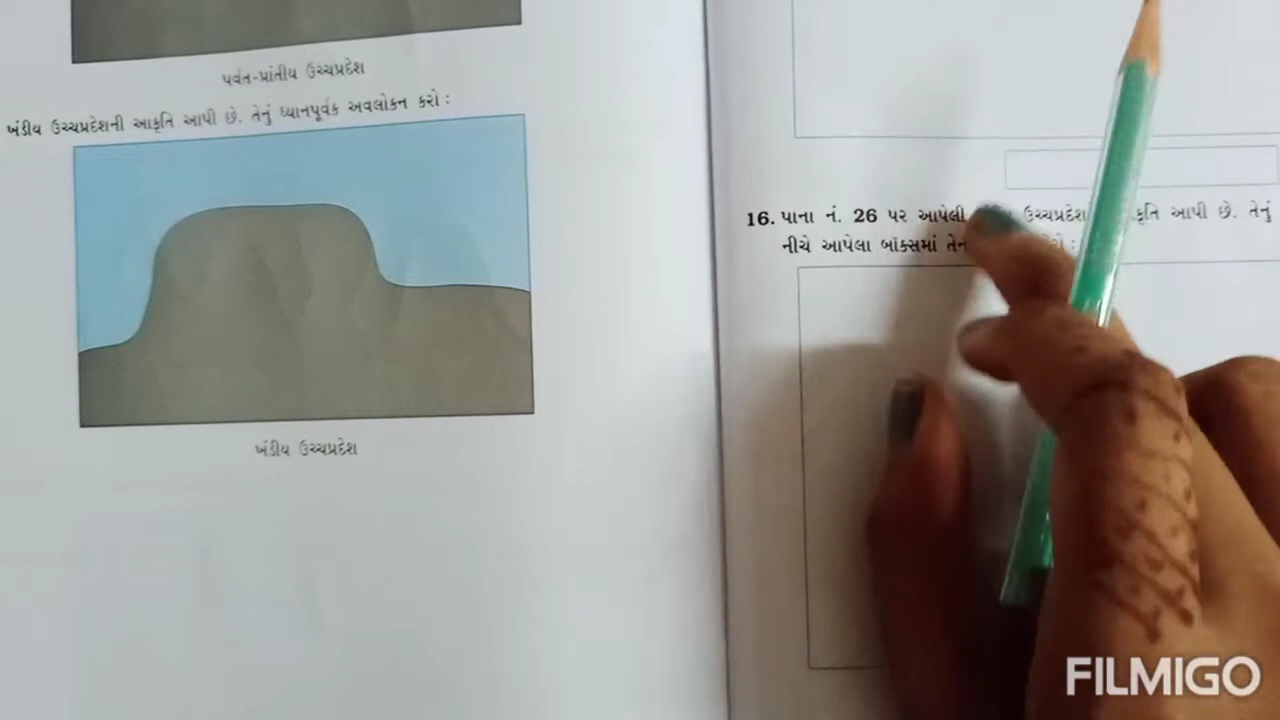 પર્વત-પ્રાંતીય ઉચ્ચપ્રદેશ
ખંડીય ઉચ્ચપ્રદેશની આકૃતિ આપી છે. તેનું ધ્યાનપૂર્વક અવલોકન કરો :
ખંડીય ઉચ્ચપ્રદેશ
16. પાના નં. 26 પર આપેલી ઉચ્ચપ્રદેશ કૃતિ આપી છે. તેનું
નીચે આપેલા બૉક્સમાં
FILMIGO